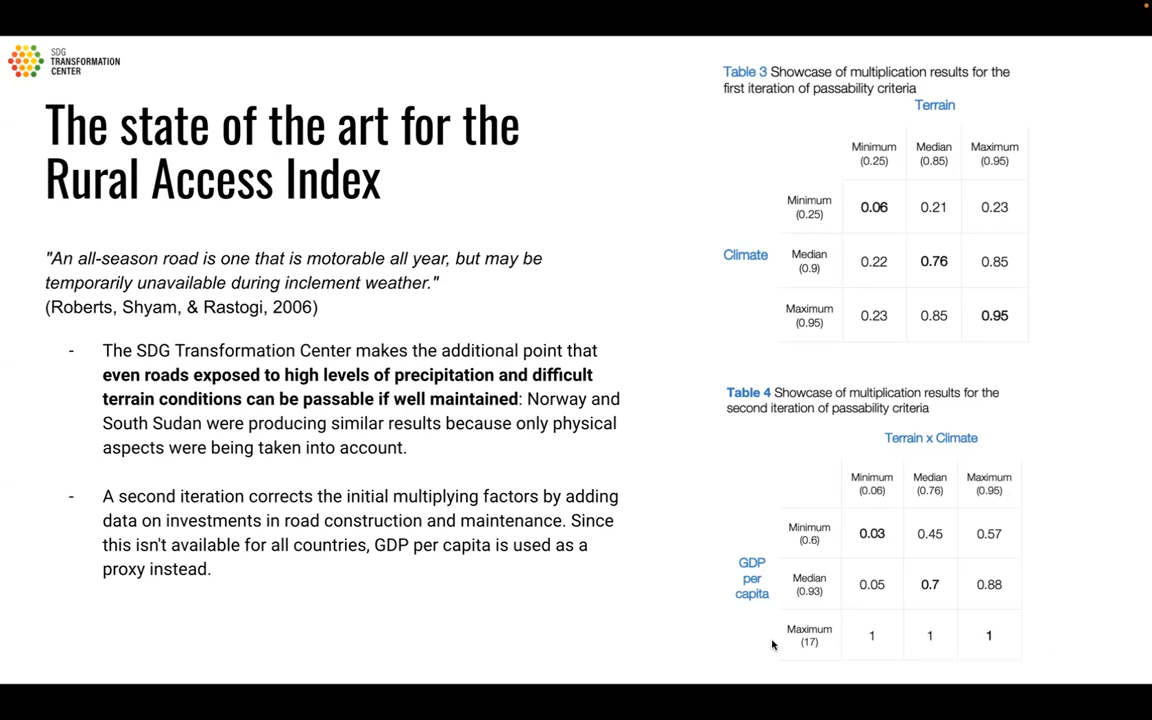 SDG
TRANSFORMATION
CENTER
The state of the art for the
Rural Access Index
"An all-season road is one that is motorable all year, but may be
temporarily unavailable during inclement weather."
(Roberts, Shyam, & Rastogi, 2006)
- The SDG Transformation Center makes the additional point that
even roads exposed to high levels of precipitation and difficult
terrain conditions can be passable if well maintained: Norway and
South Sudan were producing similar results because only physical
aspects were being taken into account.
- A second iteration corrects the initial multiplying factors by adding
data on investments in road construction and maintenance. Since
this isn't available for all countries, GDP per capita is used as a
proxy instead.
Table 3 Showcase of multiplication results for the
first iteration of passability criteria
Terrain
Minimum Median Maximum
(0.25) (0.85) (0.95)
Minimum
(0.25) 0.06 0.21 0.23
Climate
Median
(0.9) 0.22 0.76 0.85
Maximum
(0.95) 0.23 0.85 0.95
Table 4 Showcase of multiplication results for the
second iteration of passability criteria
Terrain x Climate
Minimum Median Maximum
(0.06) (0.76) (0.95)
Minimum
(0.6) 0.03 0.45 0.57
GDP
per
capita
Median
(0.93) 0.05 0.7 0.88
Maximum
(17) 1 1 1